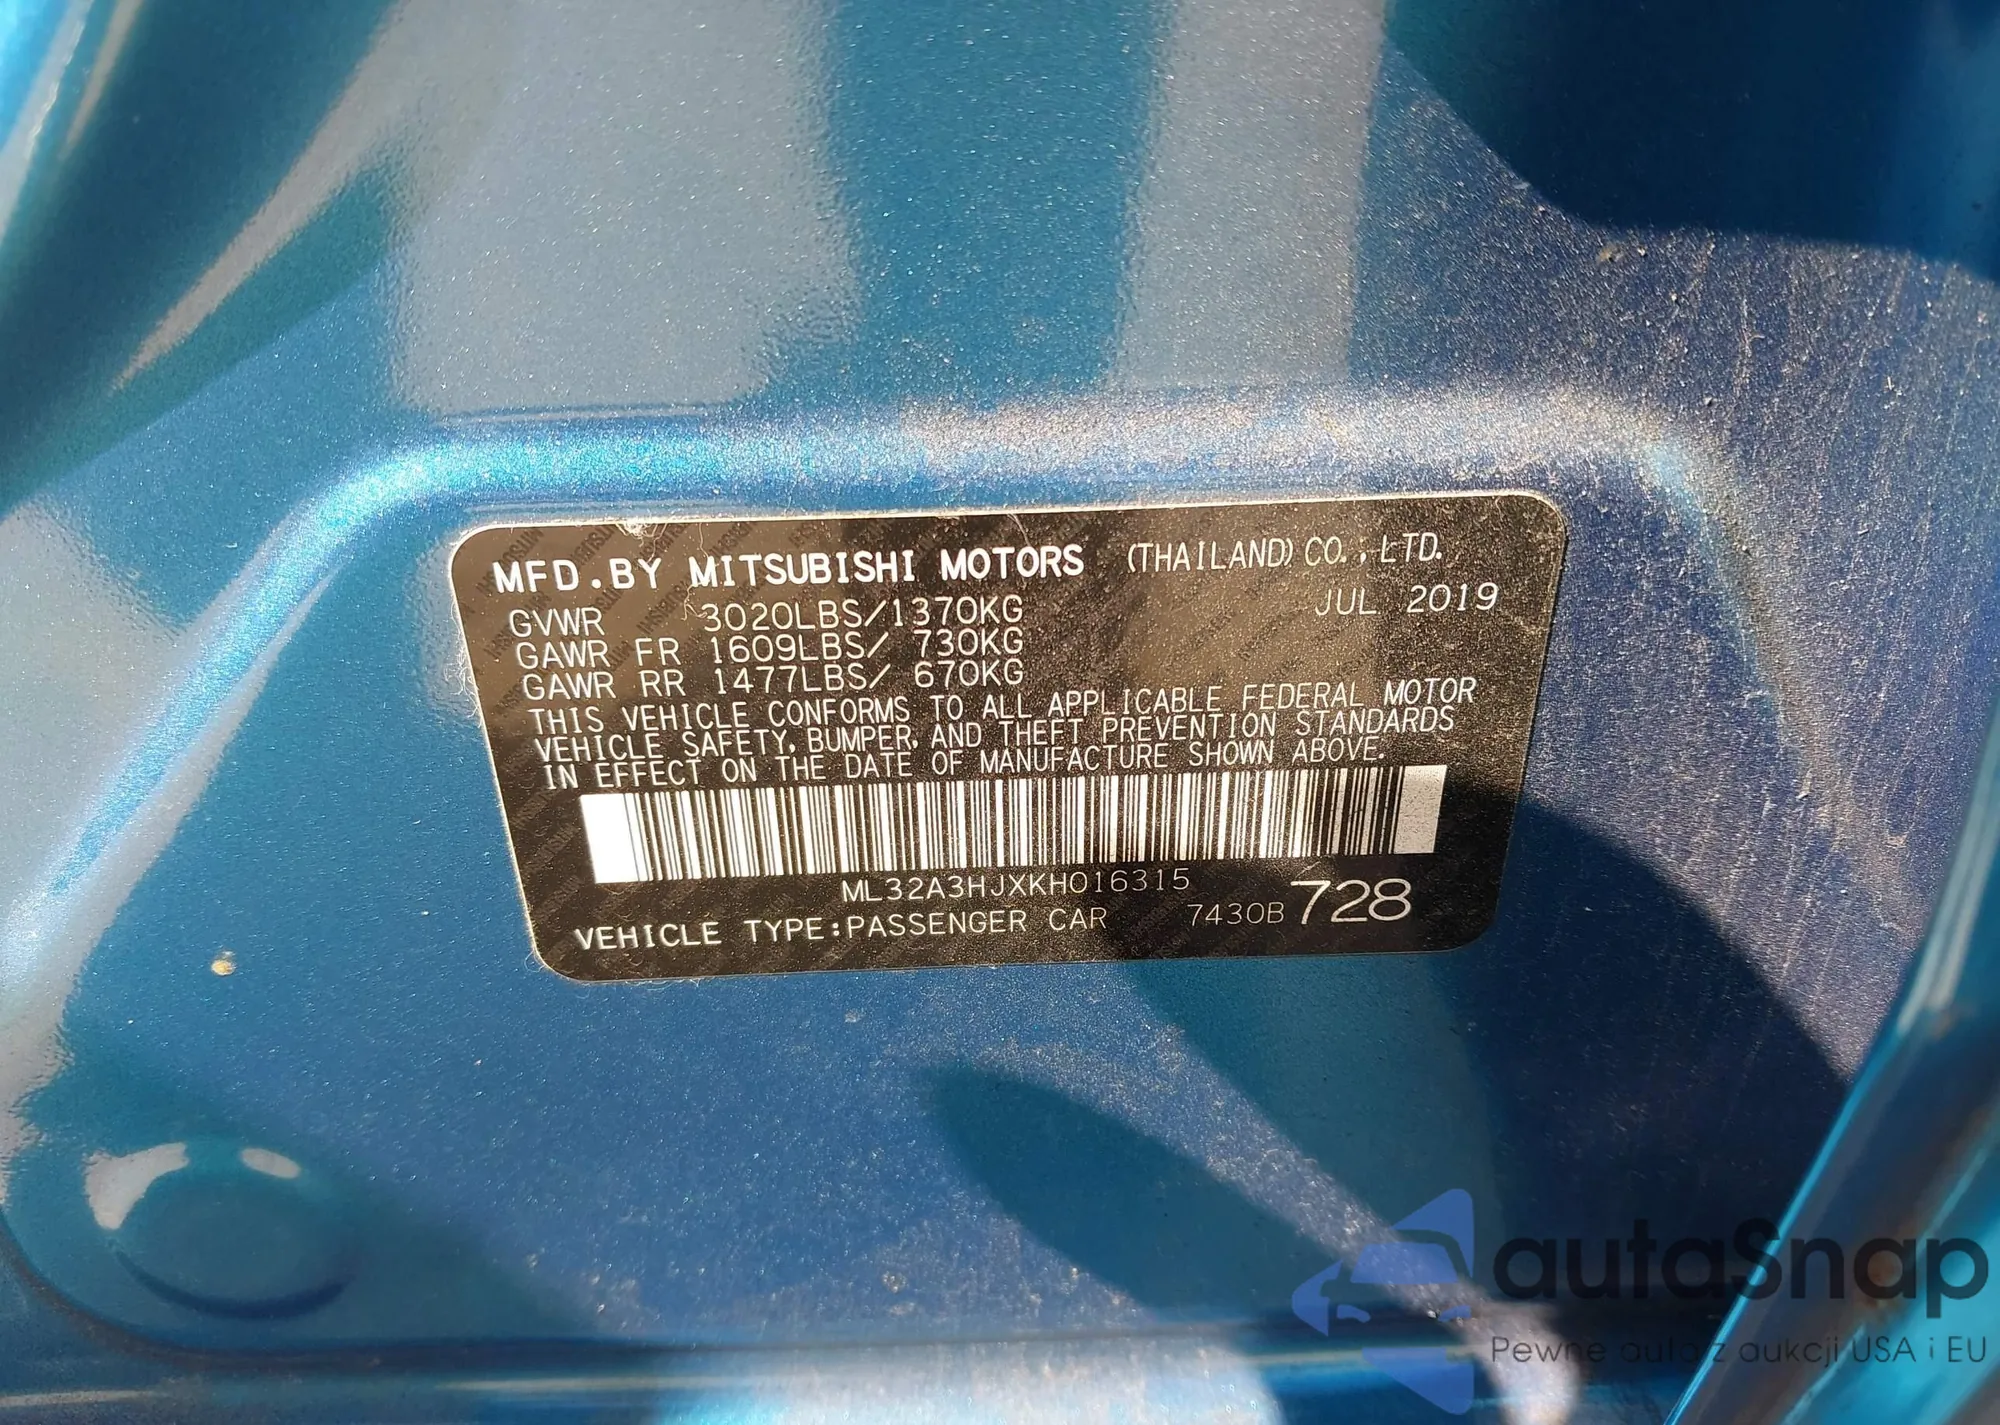 MFD.BY MITSUBISHI MOTORS (THAILAND) CO., LTD.
GVWR 3020LBS/1370KG JUL 2019
GAWR FR 1609LBS/ 730KG
GAWR RR 1477LBS/ 670KG
THIS VEHICLE CONFORMS TO ALL APPLICABLE FEDERAL MOTOR
VEHICLE SAFETY, BUMPER, AND THEFT PREVENTION STANDARDS
IN EFFECT ON THE DATE OF MANUFACTURE SHOWN ABOVE.
ML32A3HJXKH016315
VEHICLE TYPE:PASSENGER CAR 7430B 728
autaSnap
Pewne auta z aukcji USA i EU